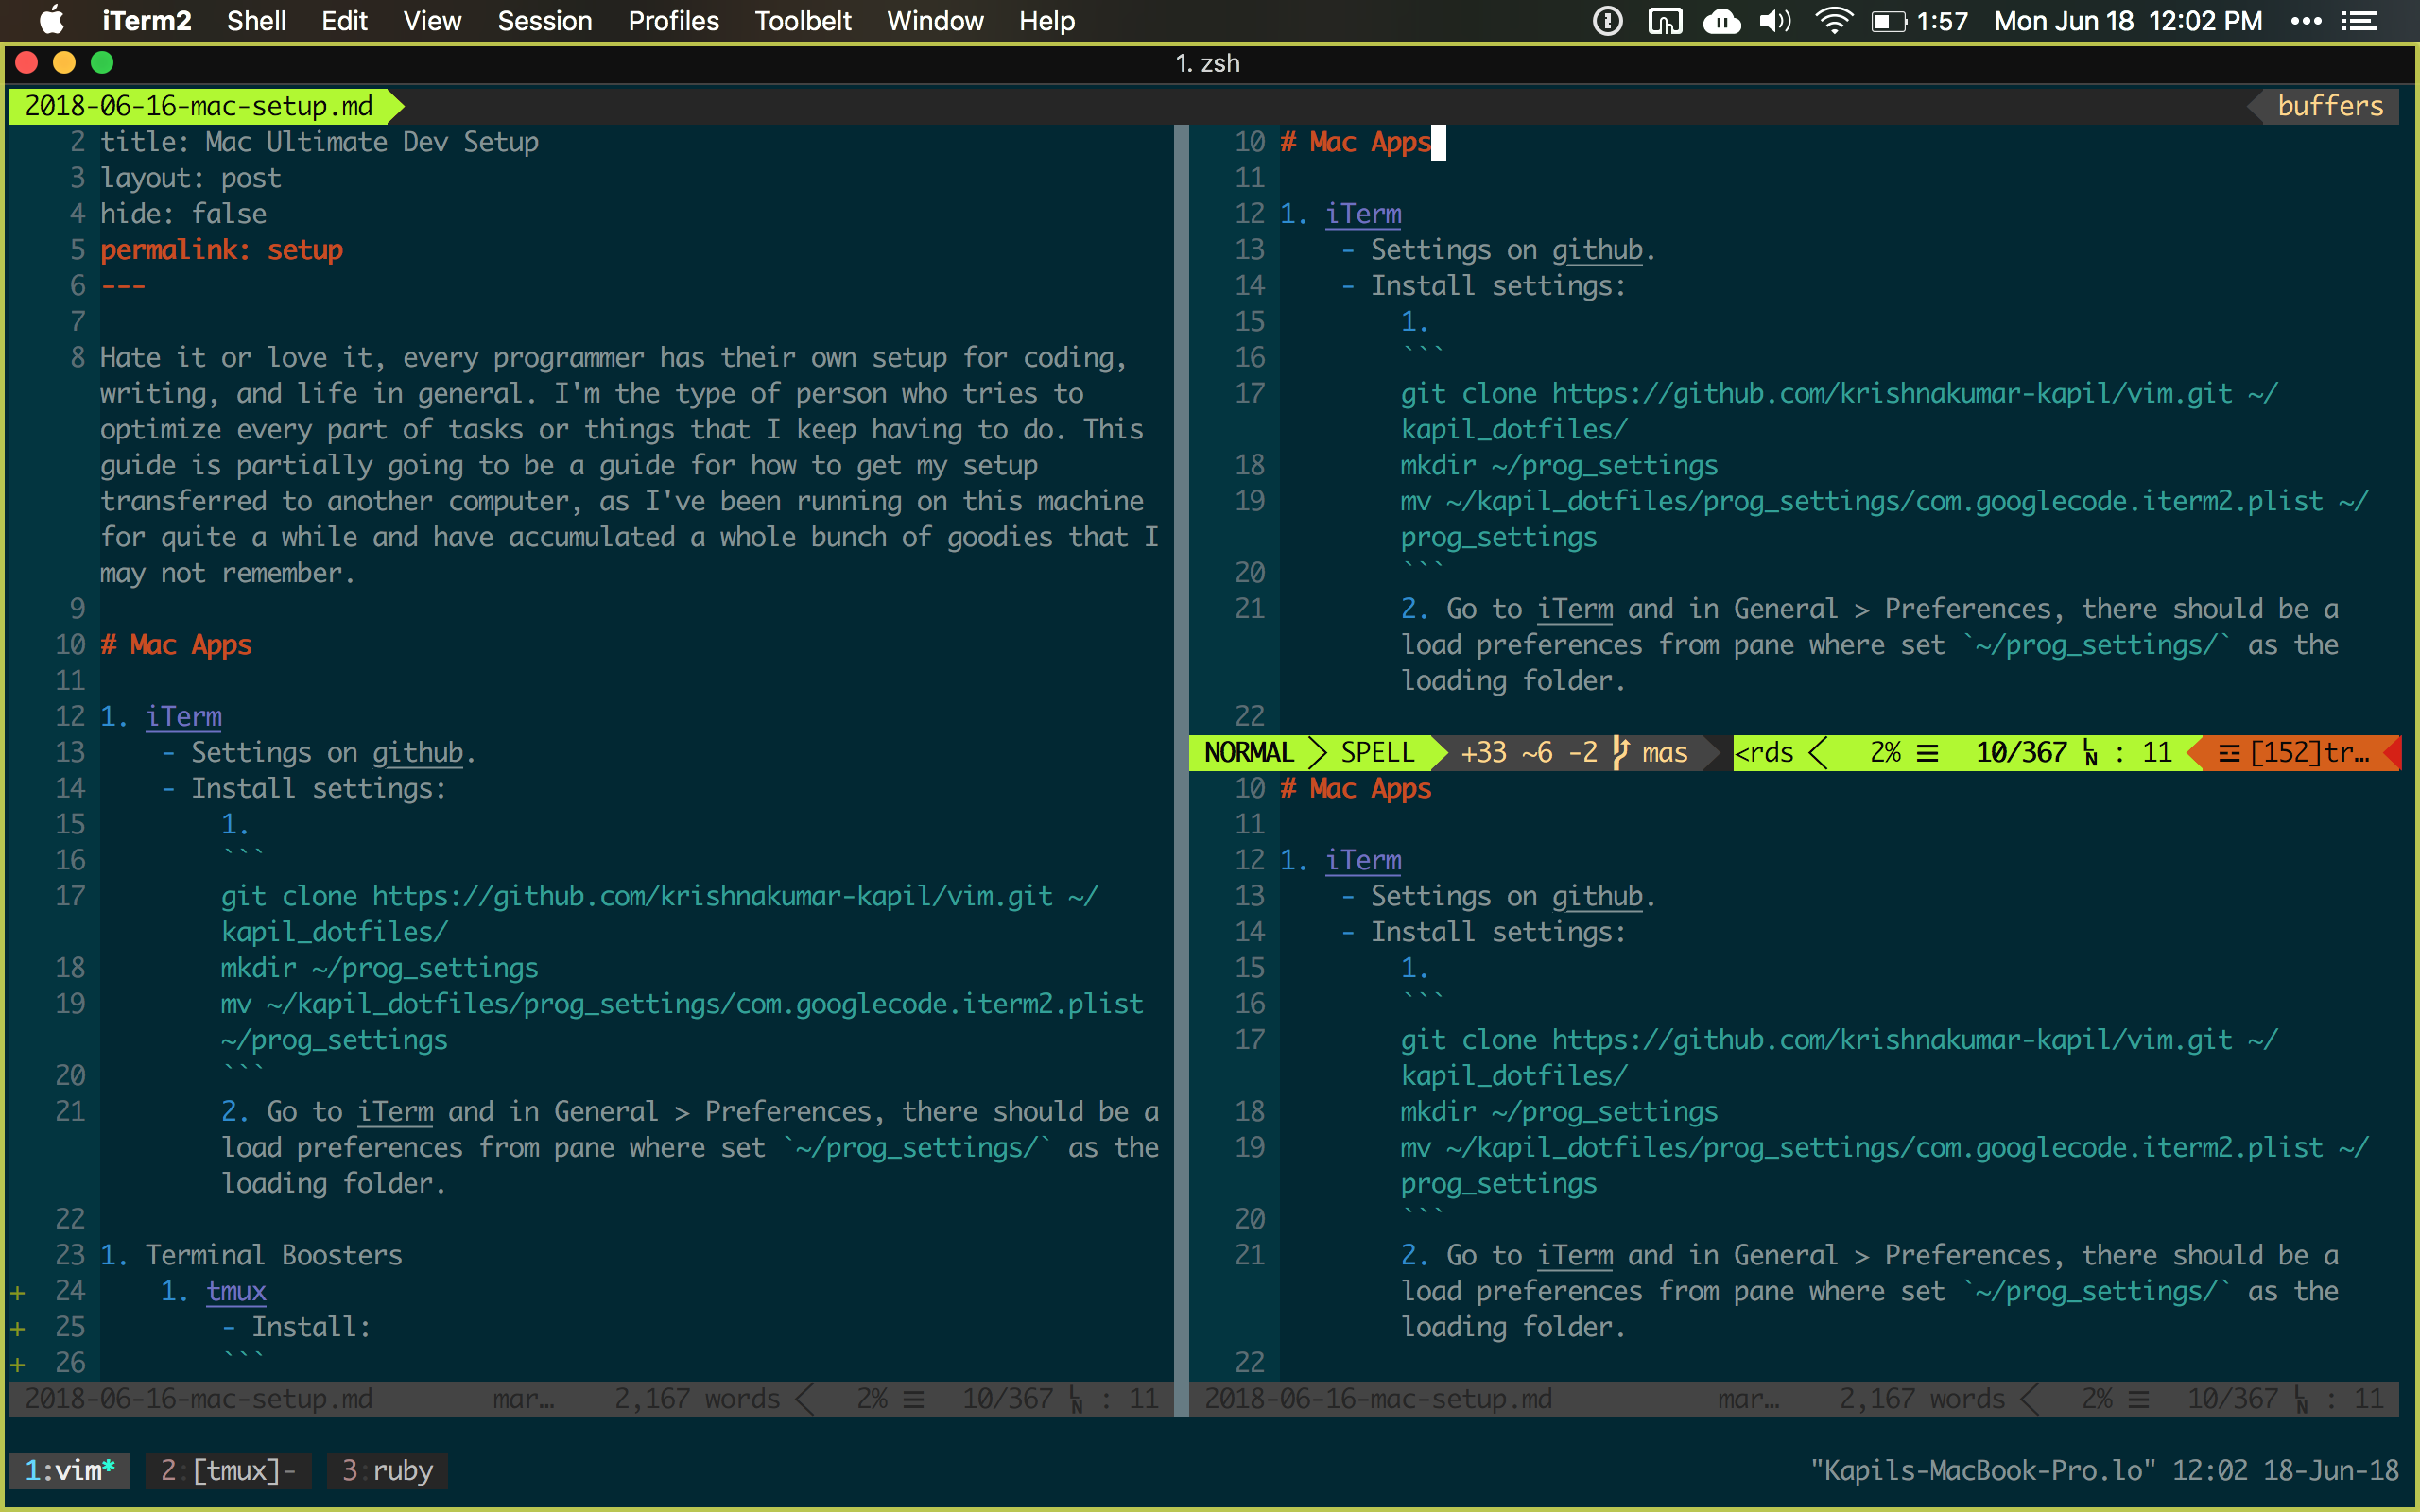 iTerm2 Shell Edit View Session Profiles Toolbelt Window Help 1:57 Mon Jun 18 12:02 PM
1. zsh
2018-06-16-mac-setup.md buffers
2 title: Mac Ultimate Dev Setup
3 layout: post
4 hide: false
5 permalink: setup
6 ---
7
8 Hate it or love it, every programmer has their own setup for coding,
writing, and life in general. I'm the type of person who tries to
optimize every part of tasks or things that I keep having to do. This
guide is partially going to be a guide for how to get my setup
transferred to another computer, as I've been running on this machine
for quite a while and have accumulated a whole bunch of goodies that I
may not remember.
9
10 # Mac Apps
11
12 1. iTerm
13 - Settings on github.
14 - Install settings:
15 1.
16 ```
17 git clone https://github.com/krishnakumar-kapil/vim.git ~/
kapil_dotfiles/
18 mkdir ~/prog_settings
19 mv ~/kapil_dotfiles/prog_settings/com.googlecode.iterm2.plist
~/prog_settings
20 ```
21 2. Go to iTerm and in General > Preferences, there should be a
load preferences from pane where set `~/prog_settings/` as the
loading folder.
22
23 1. Terminal Boosters
+ 24 1. tmux
+ 25 - Install:
+ 26 ```
2018-06-16-mac-setup.md mar… 2,167 words 2% ☰ 10/367 LN : 11
10 # Mac Apps
11
12 1. iTerm
13 - Settings on github.
14 - Install settings:
15 1.
16 ```
17 git clone https://github.com/krishnakumar-kapil/vim.git ~/
kapil_dotfiles/
18 mkdir ~/prog_settings
19 mv ~/kapil_dotfiles/prog_settings/com.googlecode.iterm2.plist ~/
prog_settings
20 ```
21 2. Go to iTerm and in General > Preferences, there should be a
load preferences from pane where set `~/prog_settings/` as the
loading folder.
22
NORMAL SPELL +33 ~6 -2 mas <rds 2% ☰ 10/367 LN : 11 ☲ [152]tr…
10 # Mac Apps
11
12 1. iTerm
13 - Settings on github.
14 - Install settings:
15 1.
16 ```
17 git clone https://github.com/krishnakumar-kapil/vim.git ~/
kapil_dotfiles/
18 mkdir ~/prog_settings
19 mv ~/kapil_dotfiles/prog_settings/com.googlecode.iterm2.plist ~/
prog_settings
20 ```
21 2. Go to iTerm and in General > Preferences, there should be a
load preferences from pane where set `~/prog_settings/` as the
loading folder.
22
2018-06-16-mac-setup.md mar… 2,167 words 2% ☰ 10/367 LN : 11
1:vim* 2:[tmux]- 3:ruby "Kapils-MacBook-Pro.lo" 12:02 18-Jun-18